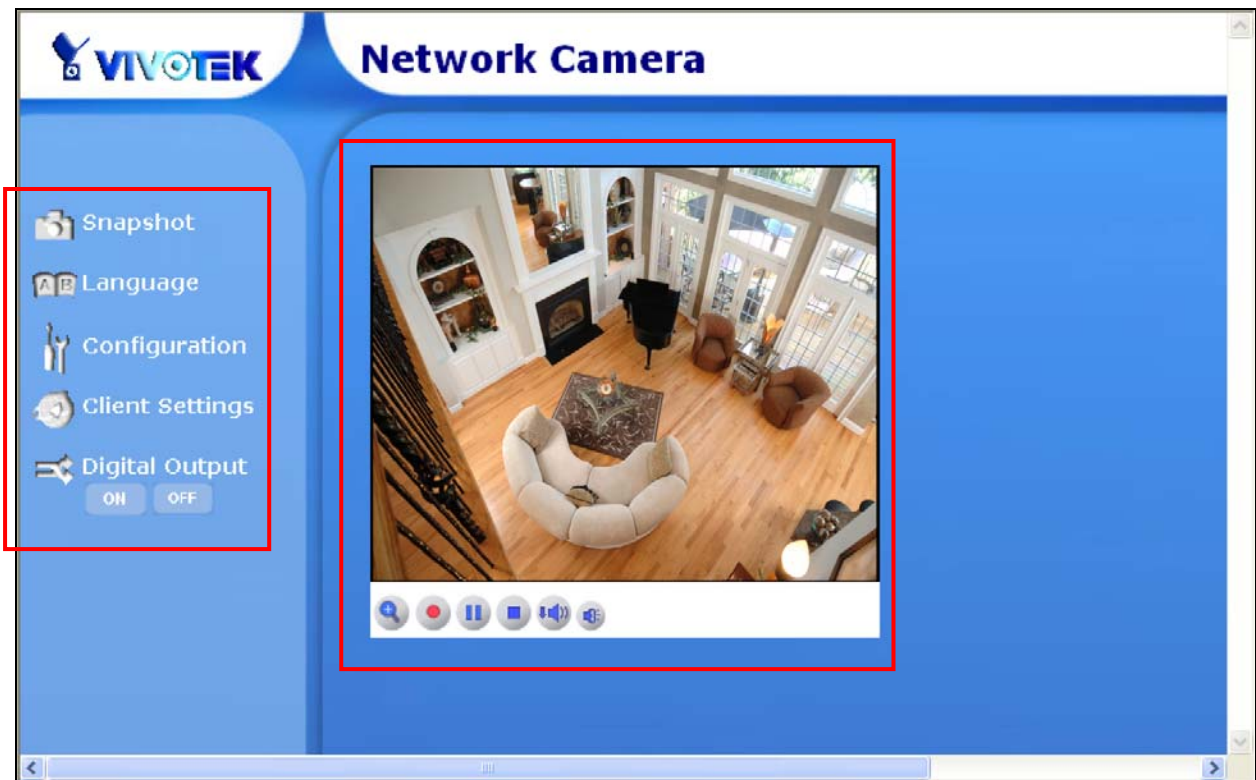 VIVOTEK
Network Camera
Snapshot
A B Language
Configuration
Client Settings
Digital Output
ON OFF